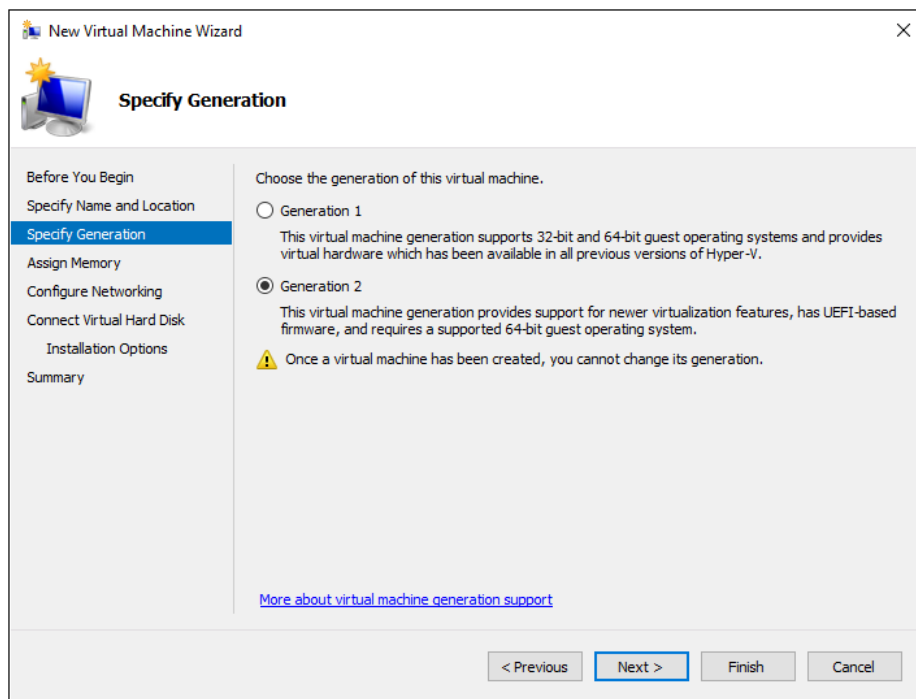 New Virtual Machine Wizard
Specify Generation
Before You Begin
Specify Name and Location
Specify Generation
Assign Memory
Configure Networking
Connect Virtual Hard Disk
Installation Options
Summary
Choose the generation of this virtual machine.
Generation 1
This virtual machine generation supports 32-bit and 64-bit guest operating systems and provides
virtual hardware which has been available in all previous versions of Hyper-V.
Generation 2
This virtual machine generation provides support for newer virtualization features, has UEFI-based
firmware, and requires a supported 64-bit guest operating system.
Once a virtual machine has been created, you cannot change its generation.
More about virtual machine generation support
< Previous
Next >
Finish
Cancel